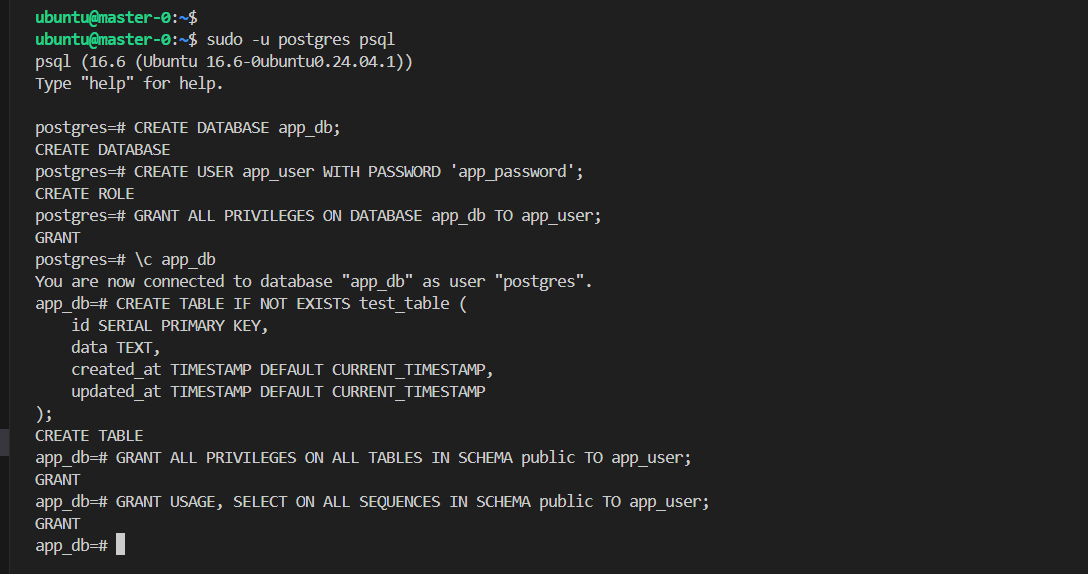 ubuntu@master-0:~$
ubuntu@master-0:~$ sudo -u postgres psql
psql (16.6 (Ubuntu 16.6-0ubuntu0.24.04.1))
Type "help" for help.

postgres=# CREATE DATABASE app_db;
CREATE DATABASE
postgres=# CREATE USER app_user WITH PASSWORD 'app_password';
CREATE ROLE
postgres=# GRANT ALL PRIVILEGES ON DATABASE app_db TO app_user;
GRANT
postgres=# \c app_db
You are now connected to database "app_db" as user "postgres".
app_db=# CREATE TABLE IF NOT EXISTS test_table (
    id SERIAL PRIMARY KEY,
    data TEXT,
    created_at TIMESTAMP DEFAULT CURRENT_TIMESTAMP,
    updated_at TIMESTAMP DEFAULT CURRENT_TIMESTAMP
);
CREATE TABLE
app_db=# GRANT ALL PRIVILEGES ON ALL TABLES IN SCHEMA public TO app_user;
GRANT
app_db=# GRANT USAGE, SELECT ON ALL SEQUENCES IN SCHEMA public TO app_user;
GRANT
app_db=#